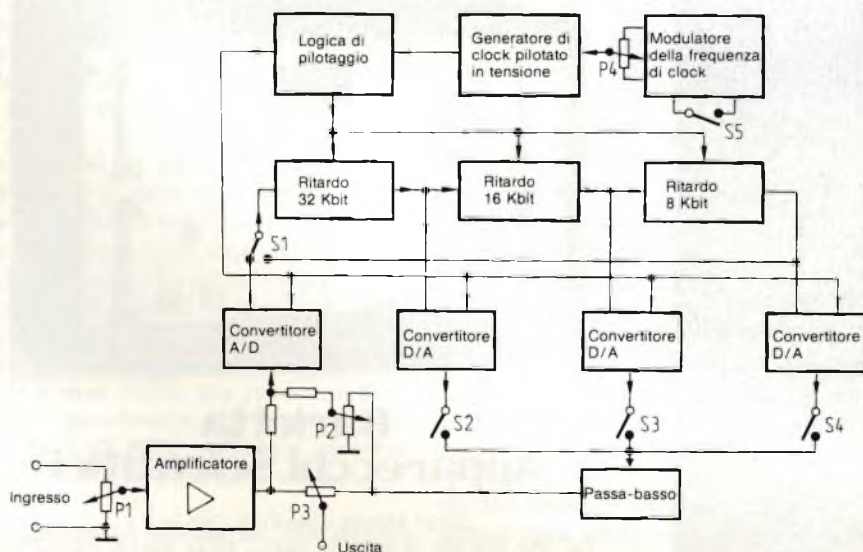 Logica di
pilotaggio
Generatore di
clock pilotato
in tensione
P4
Modulatore
della frequenza
di clock
S5
Ritardo
32 Kbit
Ritardo
16 Kbit
Ritardo
8 Kbit
S1
Convertitore
A/D
Convertitore
D/A
Convertitore
D/A
Convertitore
D/A
S2
S3
S4
P2
Ingresso
P1
Amplificatore
P3
Passa-basso
Uscita